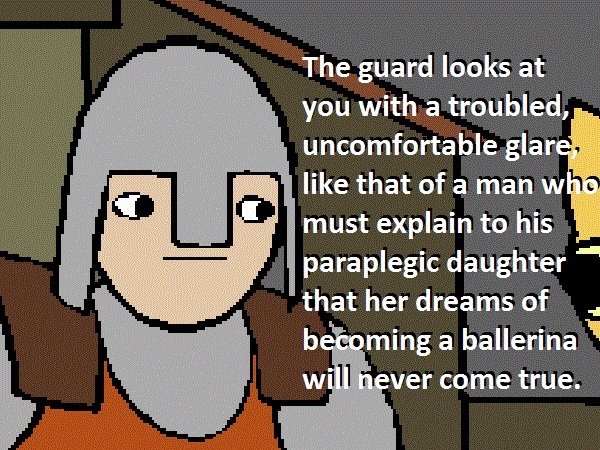 The guard looks at
you with a troubled,
uncomfortable glare,
like that of a man who
must explain to his
paraplegic daughter
that her dreams of
becoming a ballerina
will never come true.